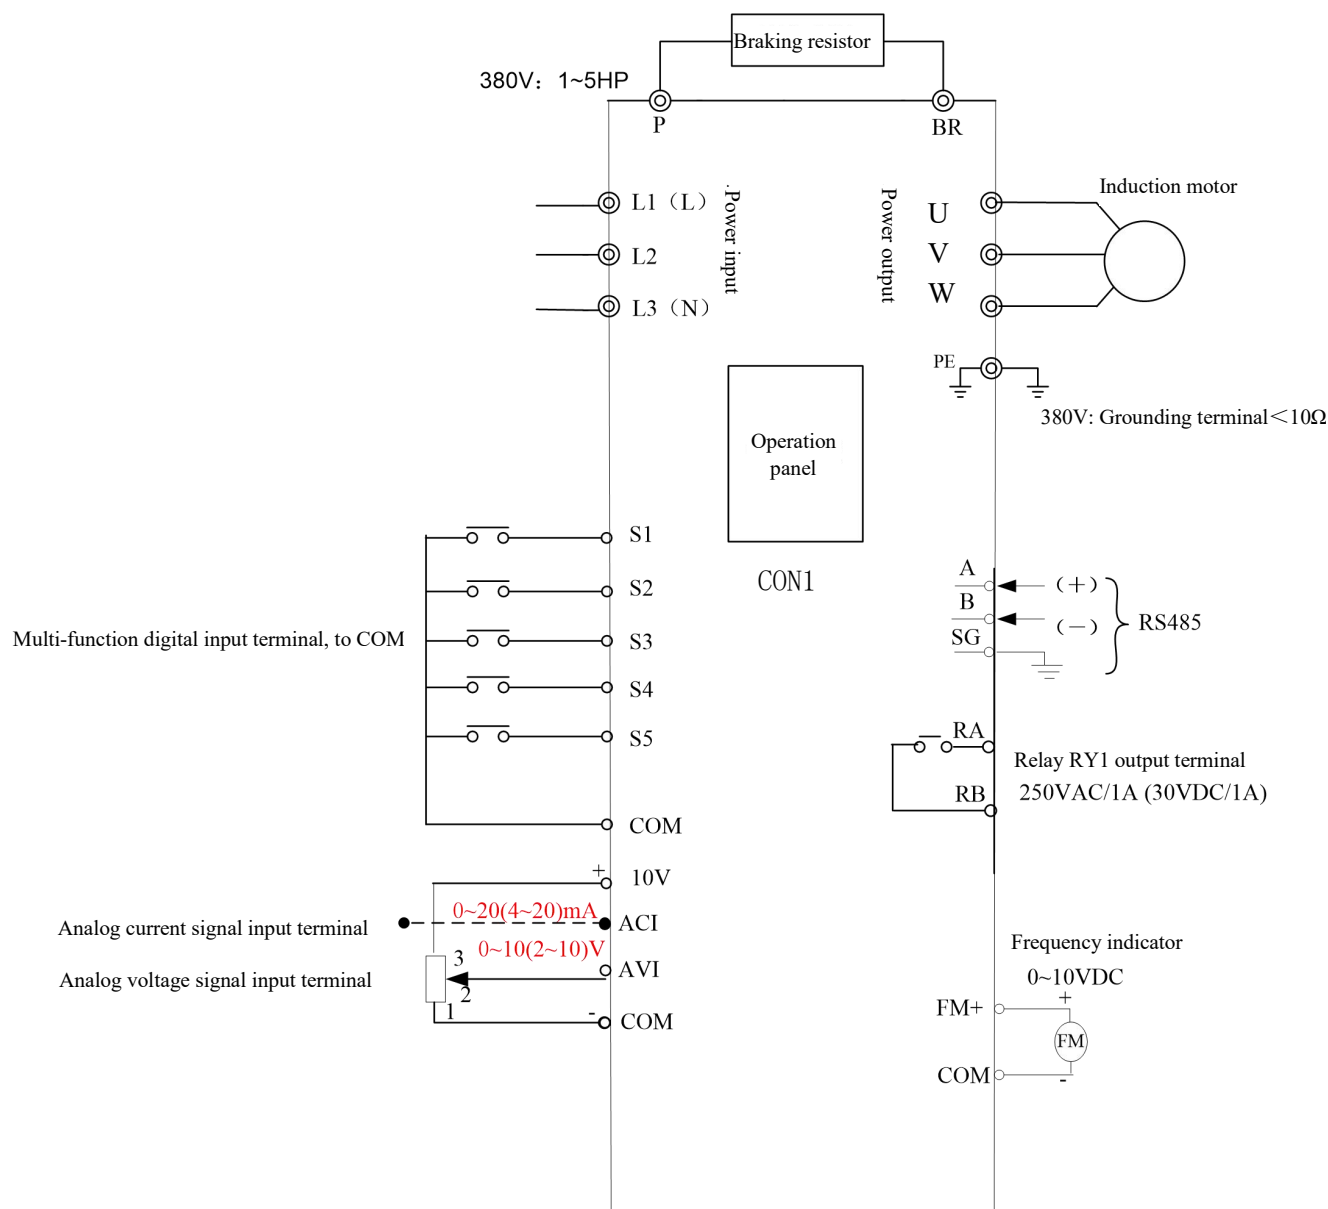 Braking resistor
380V: 1~5HP
P
BR
L1（L）
L2
L3（N）
.Power input
Power output
U
V
W
Induction motor
PE
380V: Grounding terminal＜10Ω
Operation
panel
CON1
S1
S2
S3
S4
S5
COM
Multi-function digital input terminal, to COM
A
B
SG
（+）
（-）
RS485
RA
RB
Relay RY1 output terminal
250VAC/1A (30VDC/1A)
+
10V
0~20(4~20)mA
ACI
Analog current signal input terminal
0~10(2~10)V
AVI
Analog voltage signal input terminal
3
2
1
-
COM
Frequency indicator
0~10VDC
FM+
+
FM
COM
-